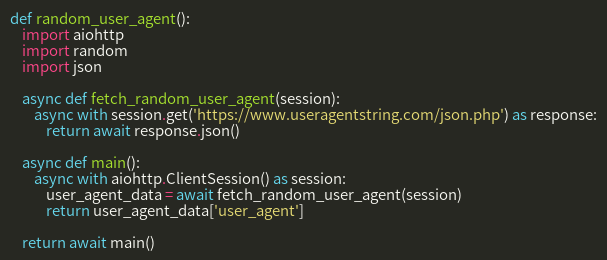 def random_user_agent():
import aiohttp
import random
import json
async def fetch_random_user_agent(session):
async with session.get('https://www.useragentstring.com/json.php') as response:
return await response.json()
async def main():
async with aiohttp.ClientSession() as session:
user_agent_data = await fetch_random_user_agent(session)
return user_agent_data['user_agent']
return await main()